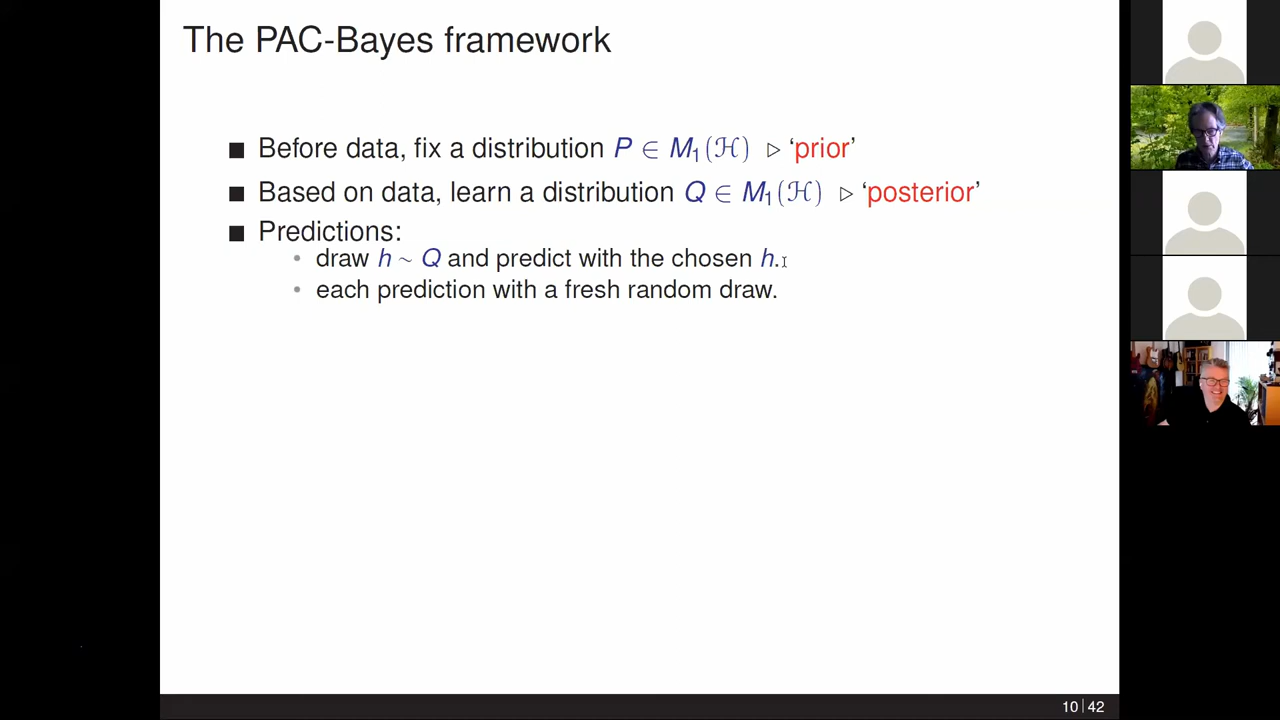 The PAC-Bayes framework
■ Before data, fix a distribution P ∈ M₁(ℋ) ▷ ‘prior’
■ Based on data, learn a distribution Q ∈ M₁(ℋ) ▷ ‘posterior’
■ Predictions:
• draw h ∼ Q and predict with the chosen h.
• each prediction with a fresh random draw.
10 | 42